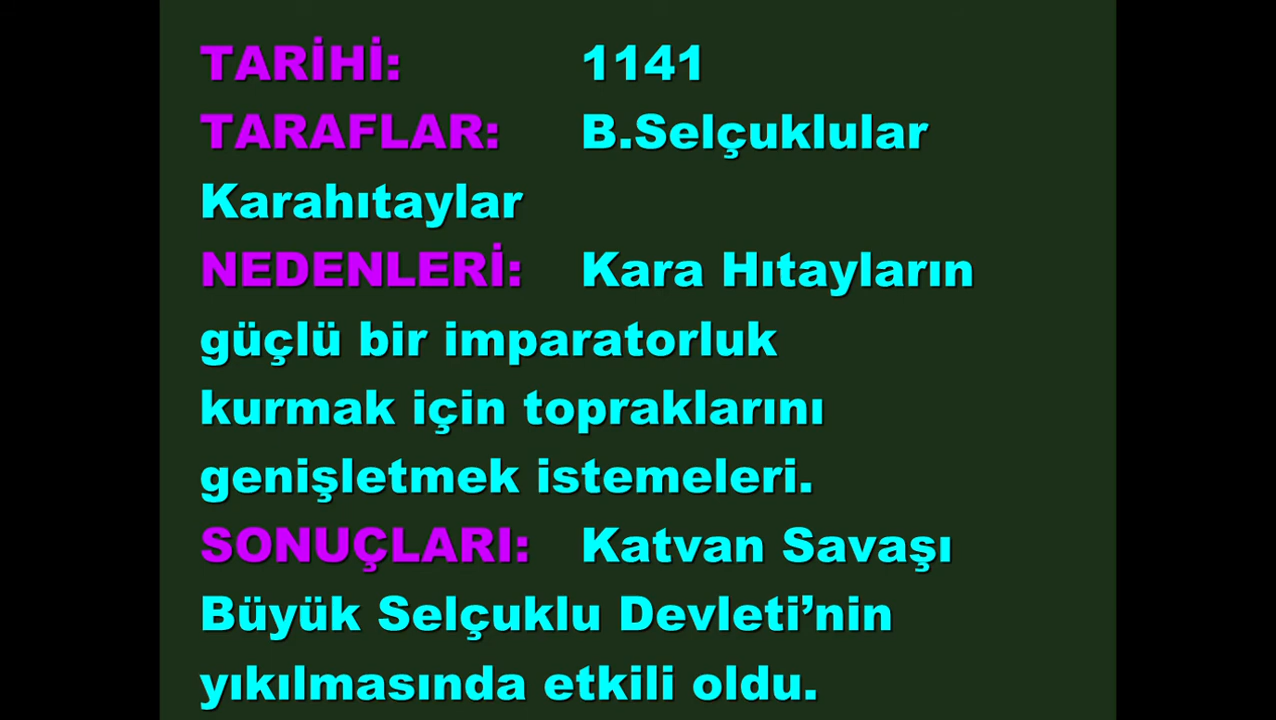 TARİHİ: 1141
TARAFLAR: B.Selçuklular
Karahıtaylar
NEDENLERİ: Kara Hıtayların
güçlü bir imparatorluk
kurmak için topraklarını
genişletmek istemeleri.
SONUÇLARI: Katvan Savaşı
Büyük Selçuklu Devleti’nin
yıkılmasında etkili oldu.